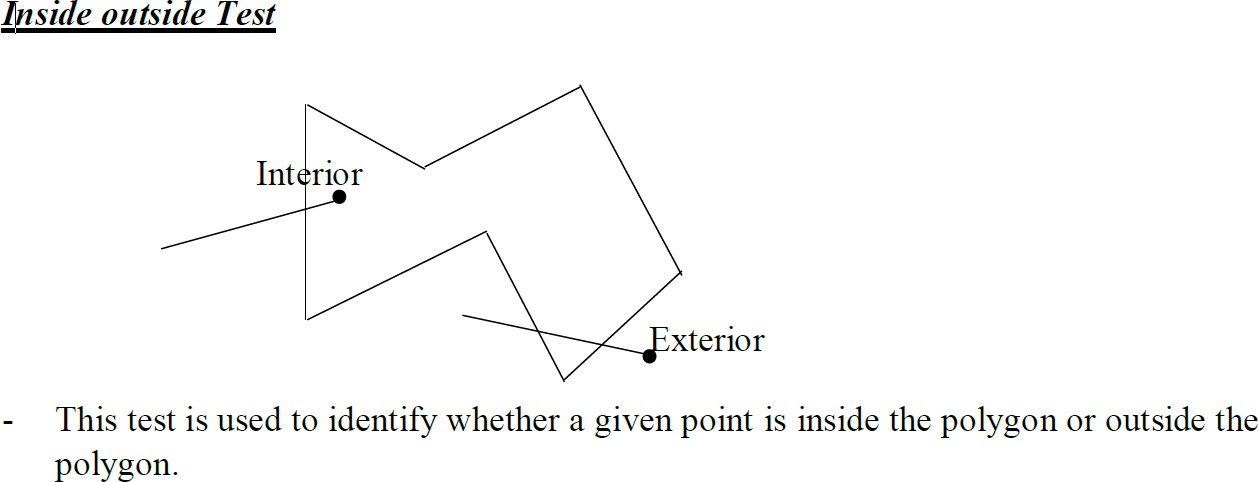 Inside outside Test
Interior
Exterior
- This test is used to identify whether a given point is inside the polygon or outside the
polygon.